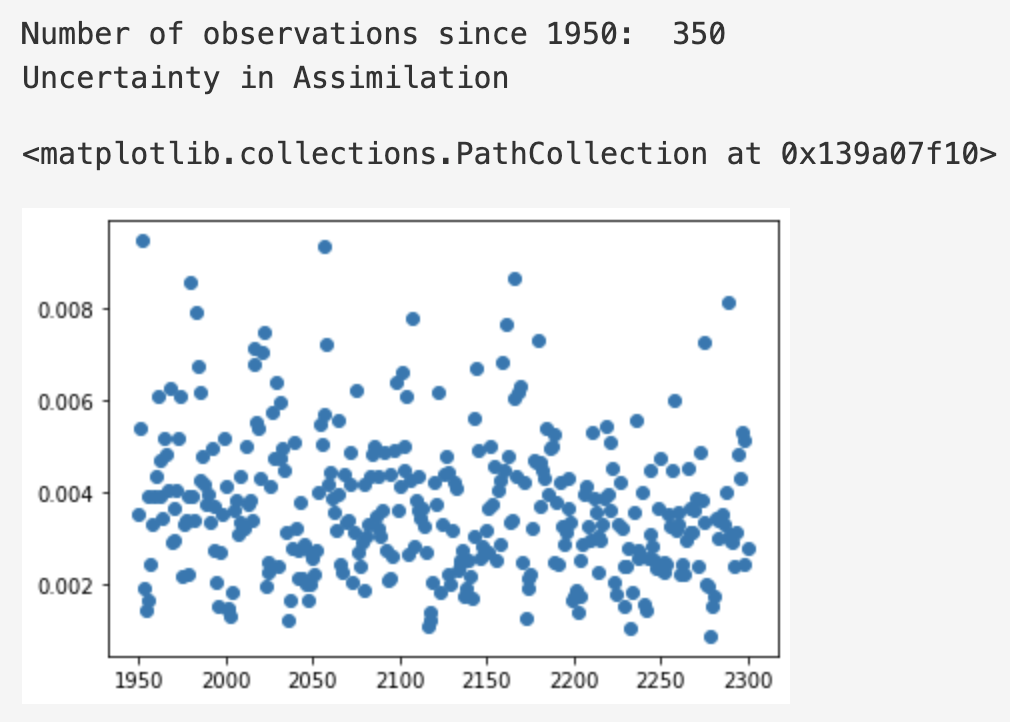 Number of observations since 1950:  350
Uncertainty in Assimilation
<matplotlib.collections.PathCollection at 0x139a07f10>
0.008
0.006
0.004
0.002
1950 2000 2050 2100 2150 2200 2250 2300